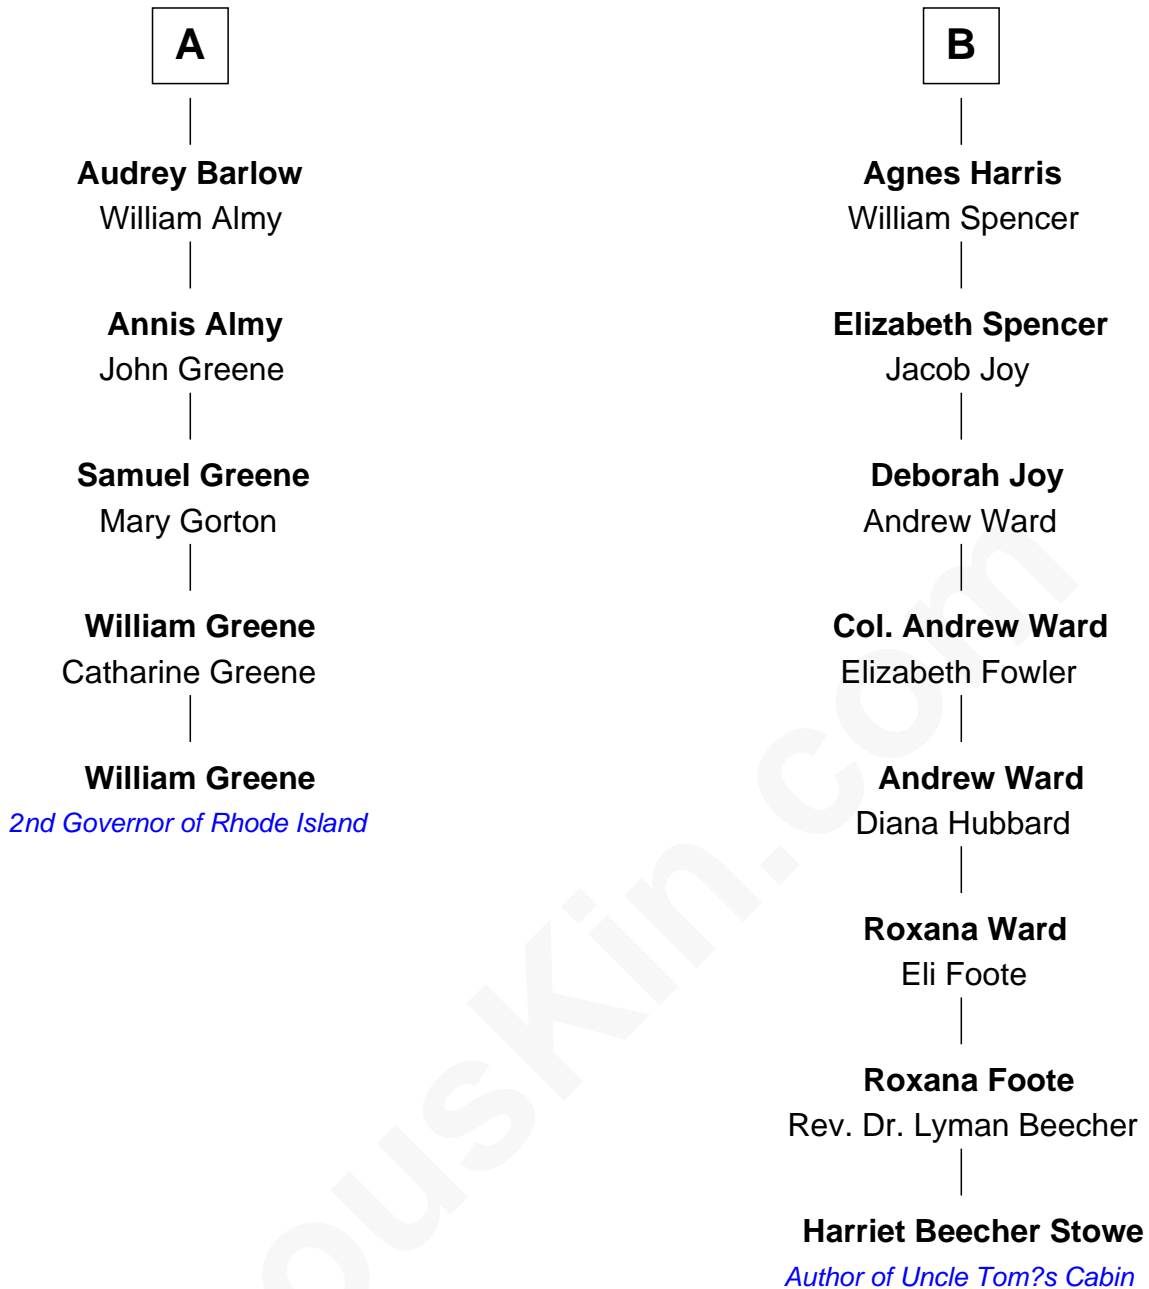 A
Audrey Barlow
William Almy
Annis Almy
John Greene
Samuel Greene
Mary Gorton
William Greene
Catharine Greene
William Greene
2nd Governor of Rhode Island
B
Agnes Harris
William Spencer
Elizabeth Spencer
Jacob Joy
Deborah Joy
Andrew Ward
Col. Andrew Ward
Elizabeth Fowler
Andrew Ward
Diana Hubbard
Roxana Ward
Eli Foote
Roxana Foote
Rev. Dr. Lyman Beecher
Harriet Beecher Stowe
Author of Uncle Tom?s Cabin
ousKin.com